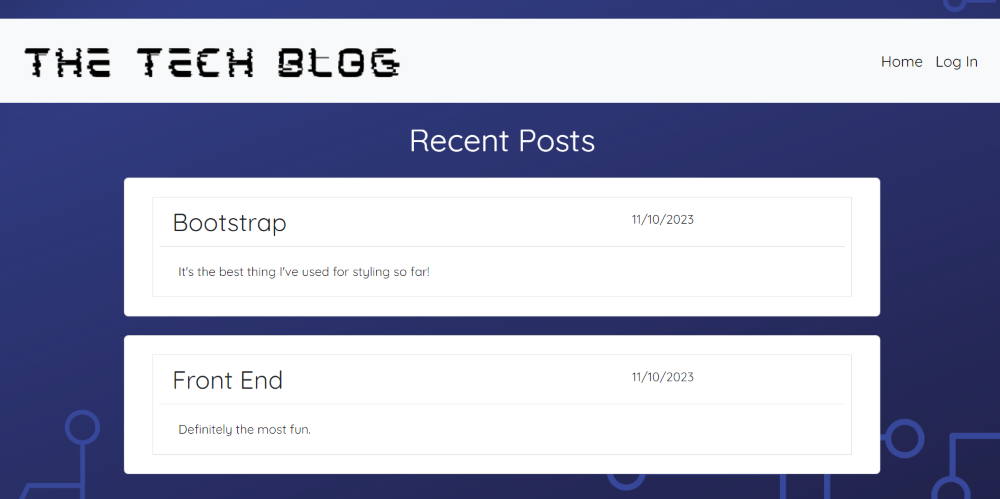 THE TECH BLOG
Home Log In
Recent Posts
Bootstrap 11/10/2023
It's the best thing I've used for styling so far!
Front End 11/10/2023
Definitely the most fun.